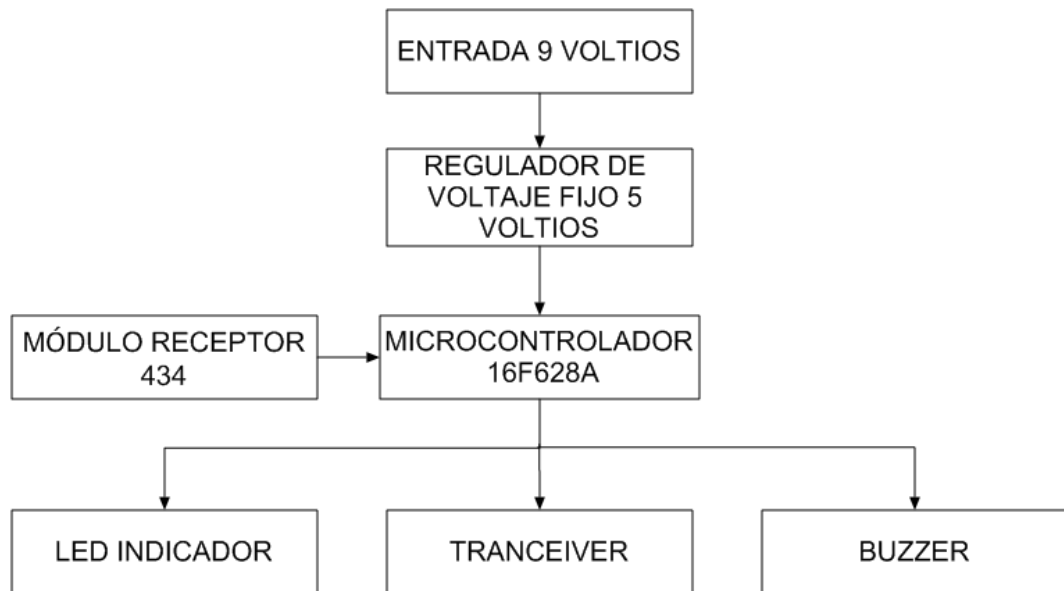 ENTRADA 9 VOLTIOS
REGULADOR DE
VOLTAJE FIJO 5
VOLTIOS
MÓDULO RECEPTOR
434
MICROCONTROLADOR
16F628A
LED INDICADOR
TRANCEIVER
BUZZER